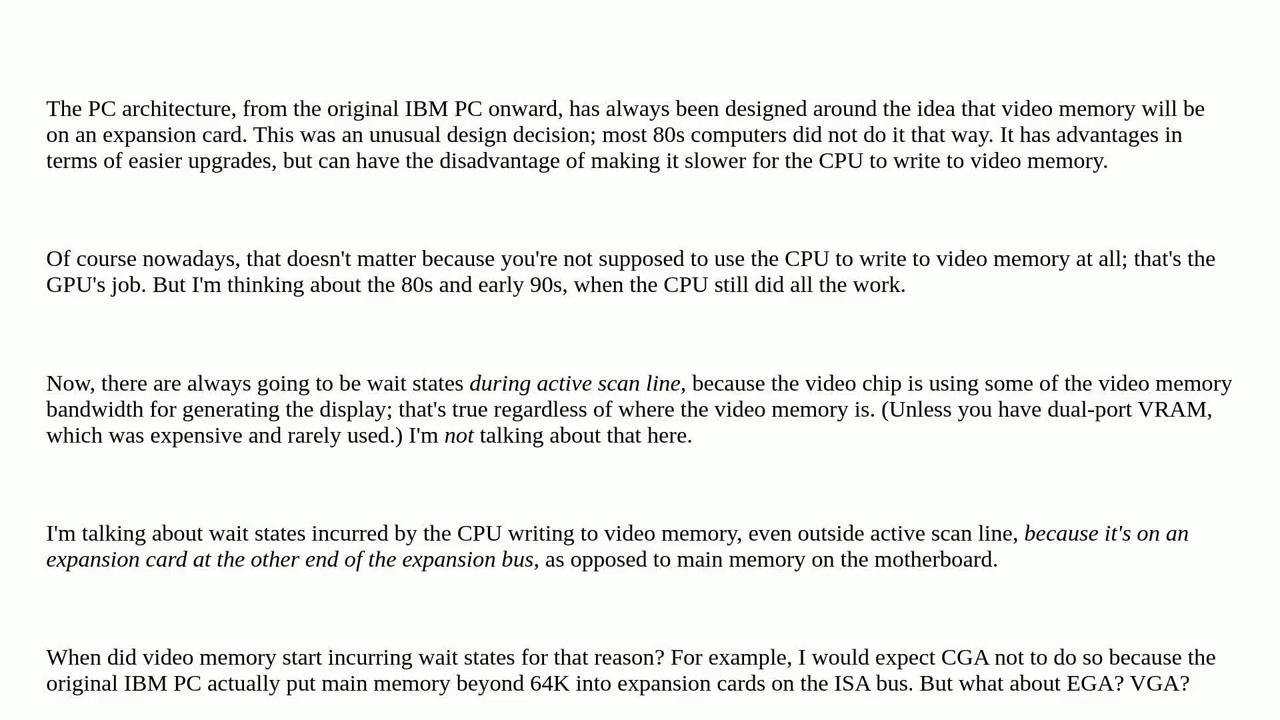 The PC architecture, from the original IBM PC onward, has always been designed around the idea that video memory will be
on an expansion card. This was an unusual design decision; most 80s computers did not do it that way. It has advantages in
terms of easier upgrades, but can have the disadvantage of making it slower for the CPU to write to video memory.
Of course nowadays, that doesn't matter because you're not supposed to use the CPU to write to video memory at all; that's the
GPU's job. But I'm thinking about the 80s and early 90s, when the CPU still did all the work.
Now, there are always going to be wait states during active scan line, because the video chip is using some of the video memory
bandwidth for generating the display; that's true regardless of where the video memory is. (Unless you have dual-port VRAM,
which was expensive and rarely used.) I'm not talking about that here.
I'm talking about wait states incurred by the CPU writing to video memory, even outside active scan line, because it's on an
expansion card at the other end of the expansion bus, as opposed to main memory on the motherboard.
When did video memory start incurring wait states for that reason? For example, I would expect CGA not to do so because the
original IBM PC actually put main memory beyond 64K into expansion cards on the ISA bus. But what about EGA? VGA?